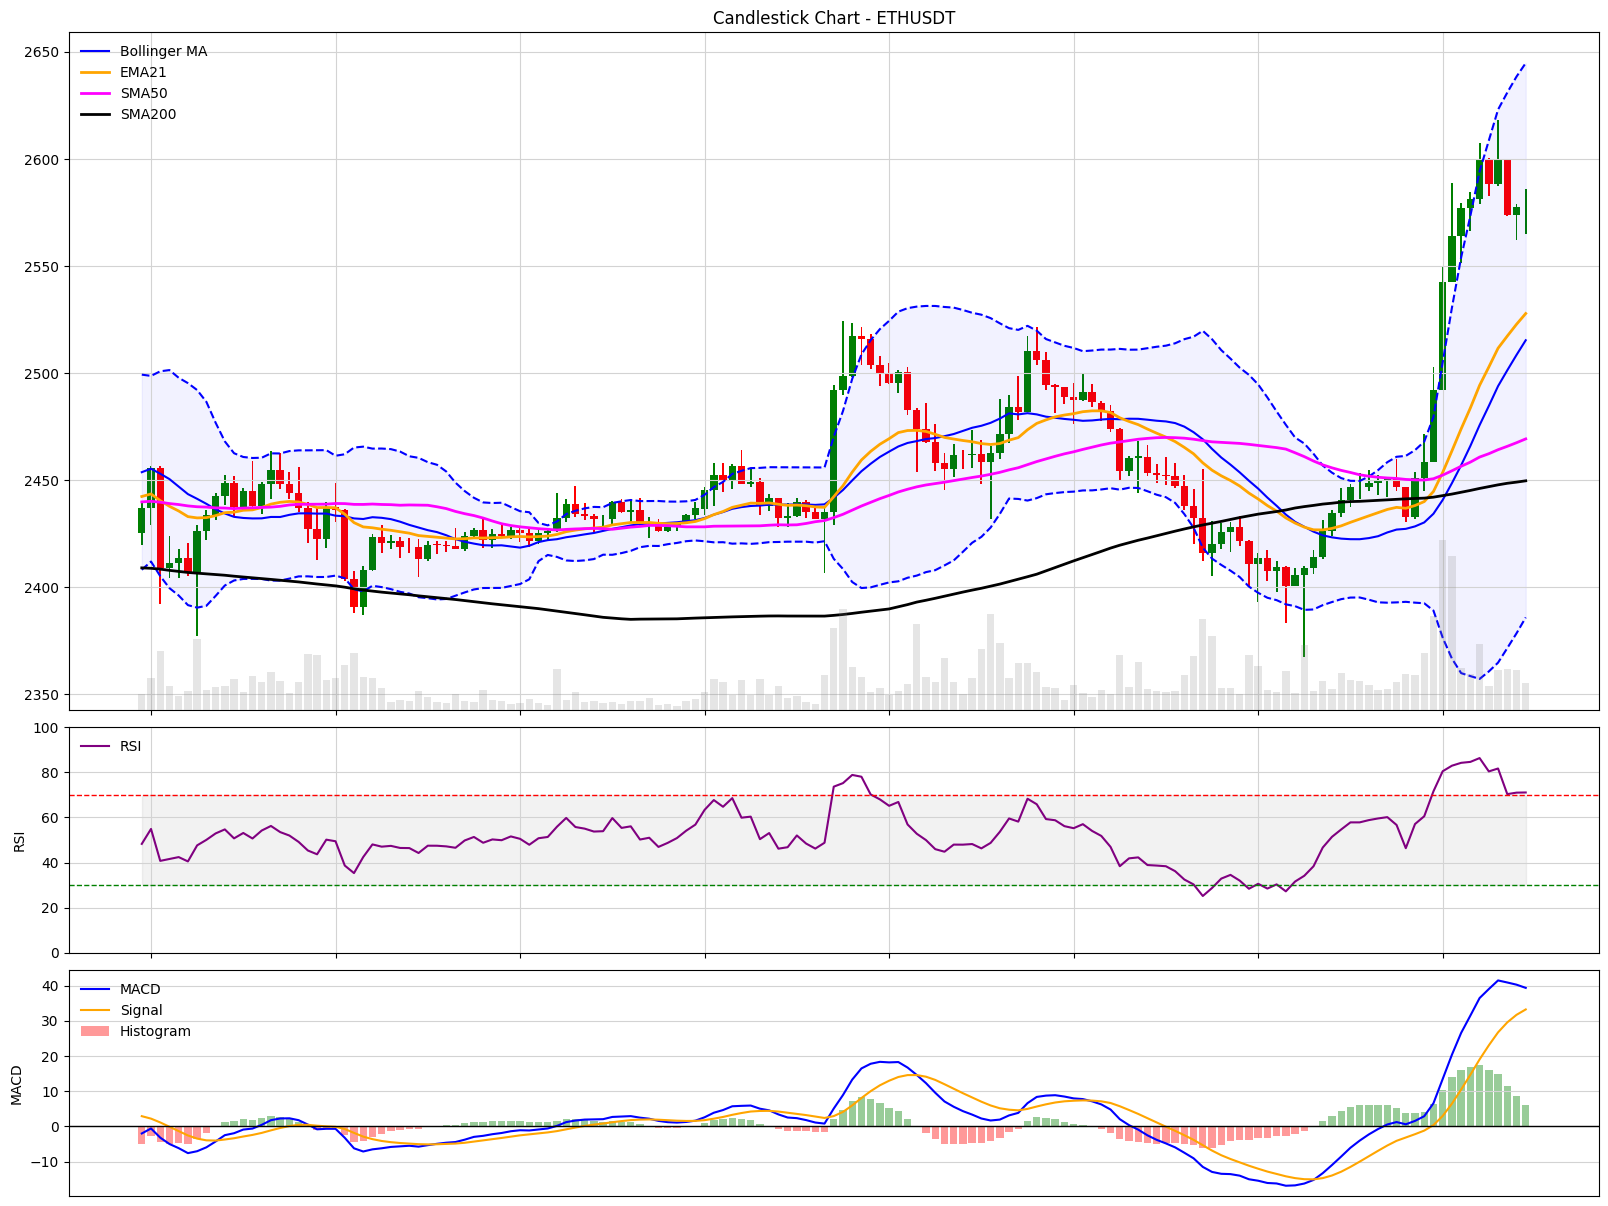 Candlestick Chart - ETHUSDT
Bollinger MA
EMA21
SMA50
SMA200
2650
2600
2550
2500
2450
2400
2350
RSI
100
80
60
40
20
0
RSI
MACD
Signal
Histogram
40
30
20
10
0
−10
MACD